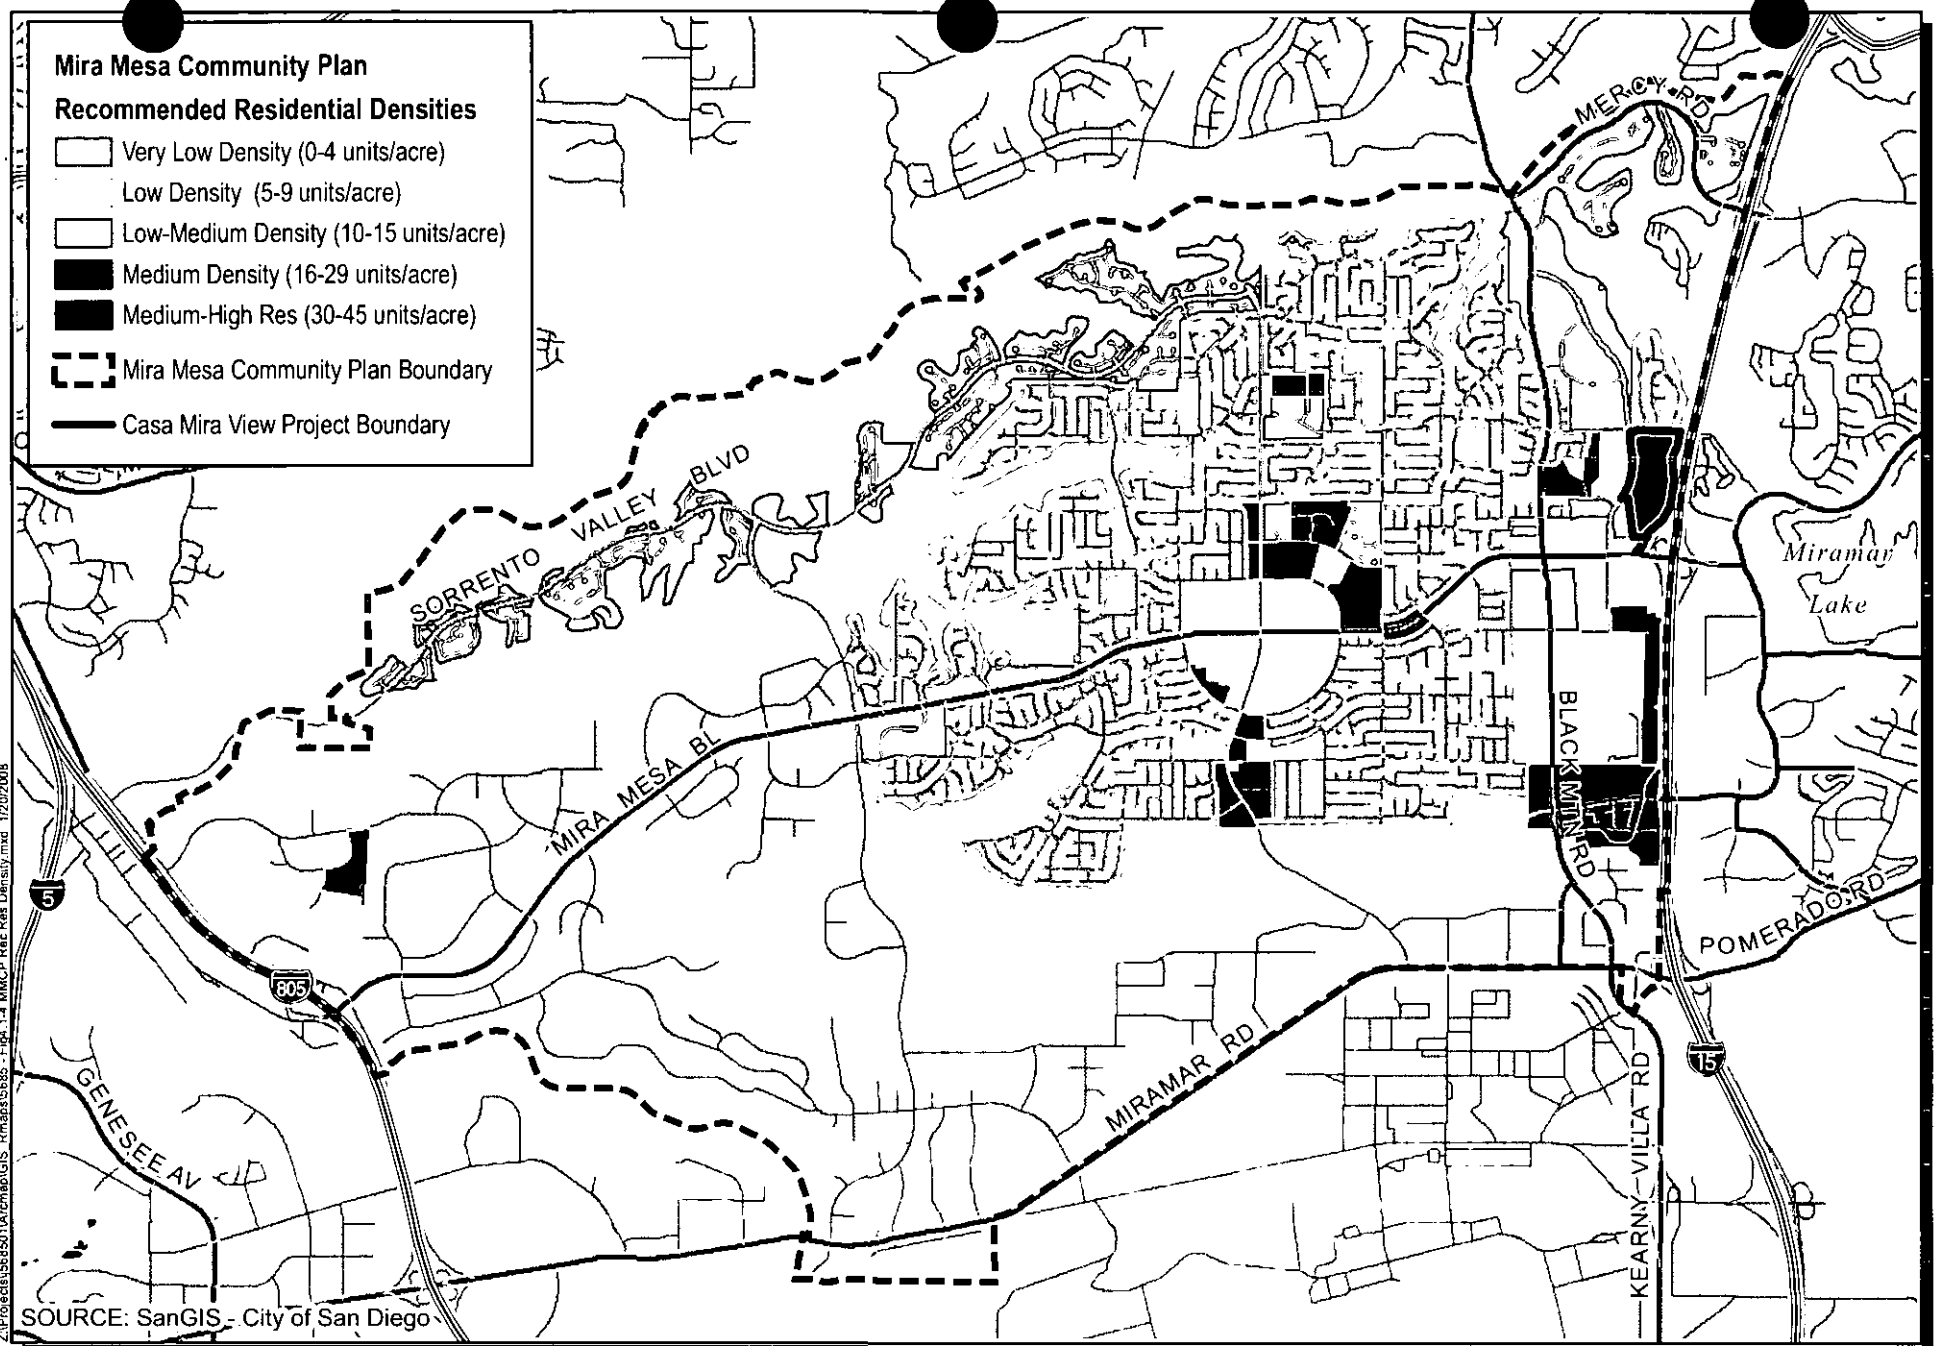 Mira Mesa Community Plan
Recommended Residential Densities
Very Low Density (0-4 units/acre)
Low Density (5-9 units/acre)
Low-Medium Density (10-15 units/acre)
Medium Density (16-29 units/acre)
Medium-High Res (30-45 units/acre)
Mira Mesa Community Plan Boundary
Casa Mira View Project Boundary
MERCY RD
SORRENTO VALLEY BLVD
Miramar
Lake
MIRA MESA BL
BLACK MTN RD
5
805
POMERADO RD
15
GENESEE AV
MIRAMAR RD
KEARNY VILLA RD
SOURCE: SanGIS - City of San Diego